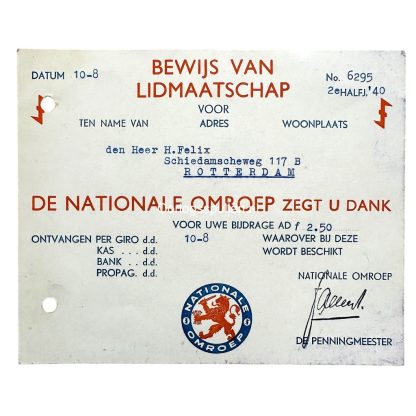 DATUM 10-8
BEWIJS VAN
LIDMAATSCHAP
No. 6295
2eHALFJ.'40
VOOR
TEN NAME VAN ADRES WOONPLAATS
den Heer H.Felix
Schiedamscheweg 117 B
ROTTERDAM
DE NATIONALE OMROEP ZEGT U DANK
VOOR UWE BIJDRAGE AD f 2.50
ONTVANGEN PER GIRO d.d. 10-8 WAAROVER BIJ DEZE
KAS ... d.d. WORDT BESCHIKT
BANK .. d.d.
PROPAG. d.d.
NATIONALE OMROEP
NATIONALE
OMROEP
DE PENNINGMEESTER